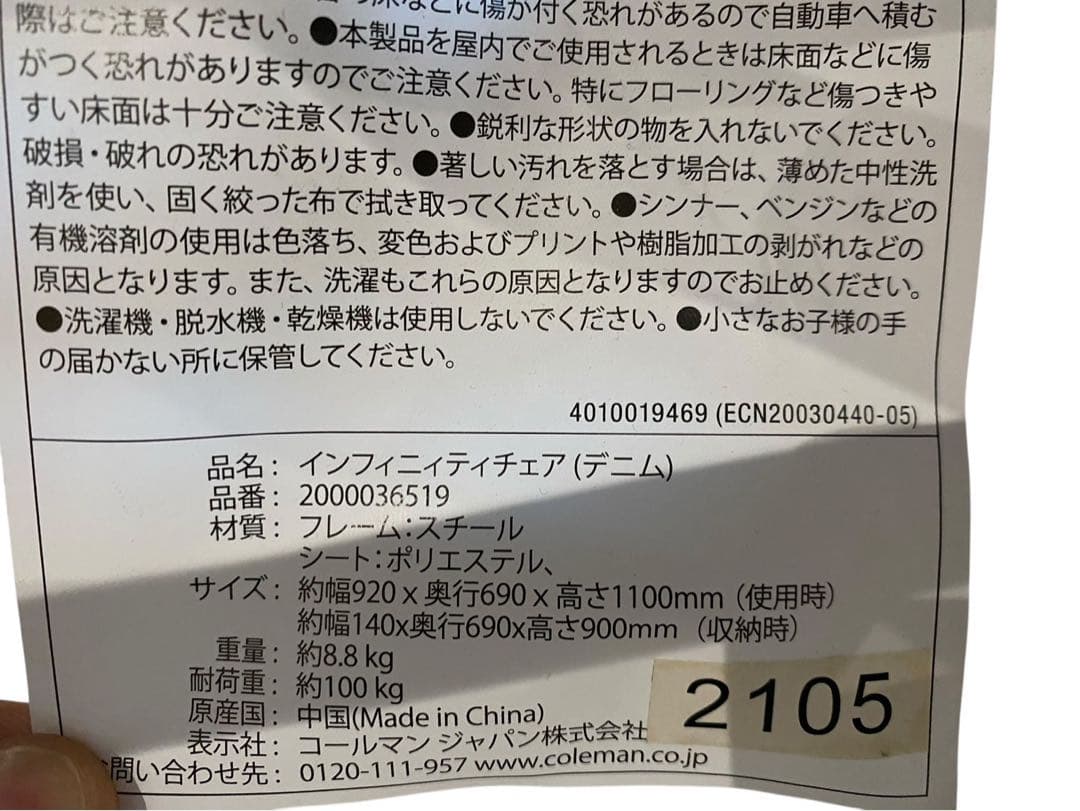 際はご注意ください。●本製品を屋内でご使用されるときは床面などに傷
などに傷が付く恐れがあるので自動車へ積む
がつく恐れがありますのでご注意ください。特にフローリングなど傷つきや
すい床面は十分ご注意ください。●鋭利な形状の物を入れないでください。
破損・破れの恐れがあります。●著しい汚れを落とす場合は、薄めた中性洗
剤を使い、固く絞った布で拭き取ってください。●シンナー、ベンジンなどの
有機溶剤の使用は色落ち、変色およびプリントや樹脂加工の剥がれなどの
原因となります。また、洗濯もこれらの原因となりますのでお止めください。
●洗濯機・脱水機・乾燥機は使用しないでください。●小さなお子様の手
の届かない所に保管してください。
4010019469 (ECN20030440-05)
品名： インフィニィティチェア (デニム)
品番： 2000036519
材質： フレーム：スチール
シート：ポリエステル、
サイズ： 約幅920 x 奥行690 x 高さ1100mm （使用時）
約幅140x奥行690x高さ900mm （収納時）
重量： 約8.8 kg
耐荷重： 約100 kg
原産国： 中国(Made in China)
表示社： コールマン ジャパン株式会社
2105
お問い合わせ先： 0120-111-957 www.coleman.co.jp